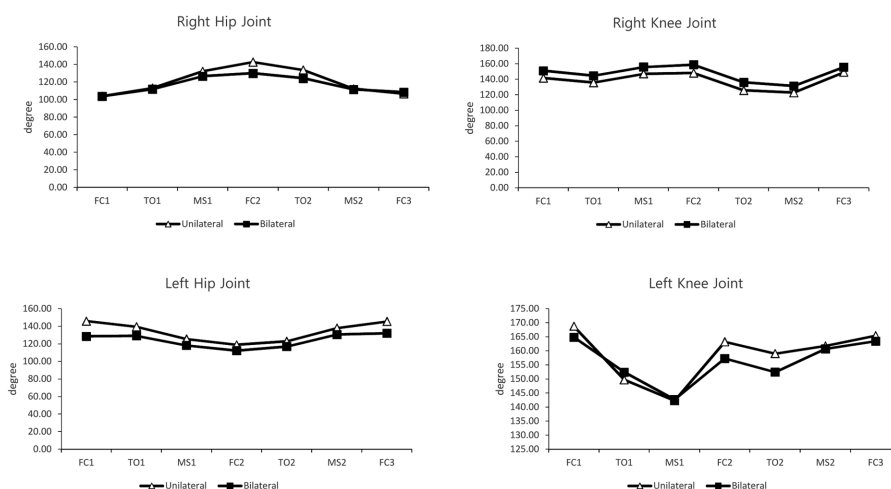 Right Hip Joint
160.00
140.00
120.00
100.00
80.00
60.00
40.00
20.00
0.00
degree
FC1 TO1 MS1 FC2 TO2 MS2 FC3
Unilateral Bilateral
Right Knee Joint
180.00
160.00
140.00
120.00
100.00
80.00
60.00
40.00
20.00
0.00
degree
FC1 TO1 MS1 FC2 TO2 MS2 FC3
Unilateral Bilateral
Left Hip Joint
160.00
140.00
120.00
100.00
80.00
60.00
40.00
20.00
0.00
degree
FC1 TO1 MS1 FC2 TO2 MS2 FC3
Unilateral Bilateral
Left Knee Joint
175.00
170.00
165.00
160.00
155.00
150.00
145.00
140.00
135.00
130.00
125.00
degree
FC1 TO1 MS1 FC2 TO2 MS2 FC3
Unilateral Bilateral